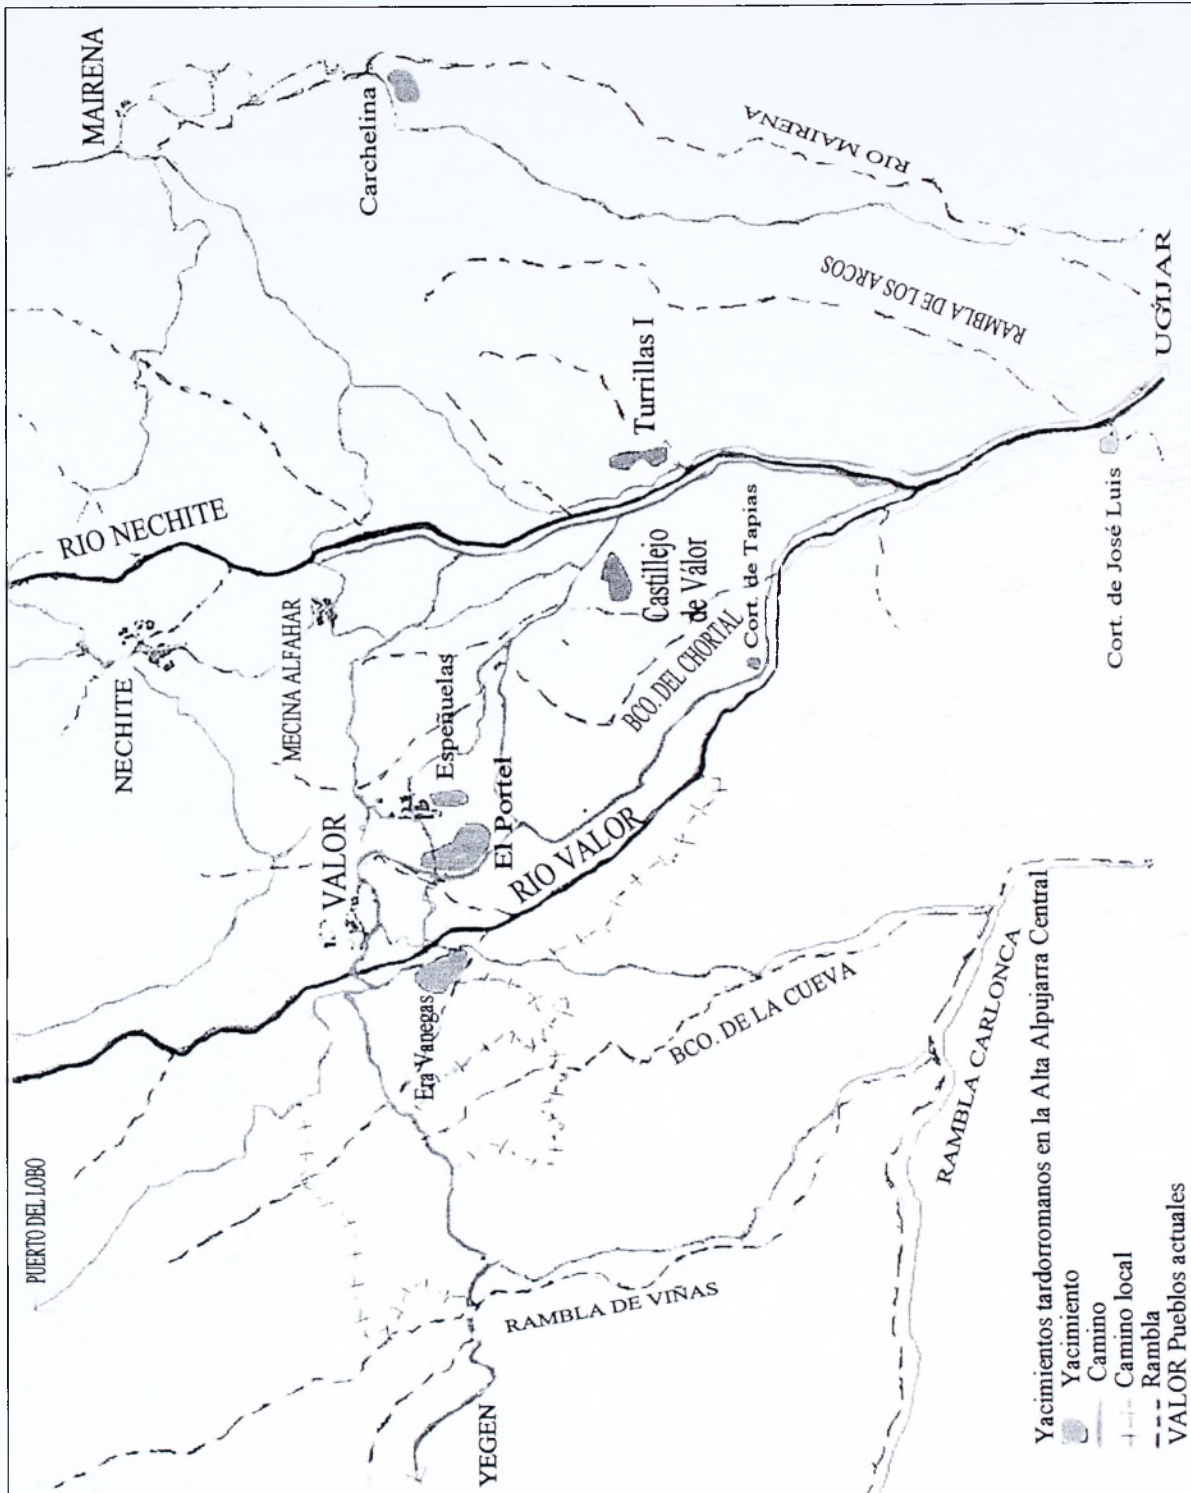 MAIRENA
Carchelina
RIO MAIRENA
RAMBLA DE LOS ARCOS
UGIJAR
Turrillas I
RIO NECHITE
NECHITE
MECINA ALFAHAR
Castillejo
de Válor
Cort. de Tapias
Cort. de José Luis
BCO. DEL CHORTAL
Espeñuelas
El Portel
VALOR
RIO VALOR
Era Vanegas
BCO. DE LA CUEVA
RAMBLA CARLONCA
PUERTO DEL LOBO
RAMBLA DE VIÑAS
YEGEN
Yacimientos tardorromanos en la Alta Alpujarra Central
Yacimiento
Camino
Camino local
Rambla
VALOR Pueblos actuales